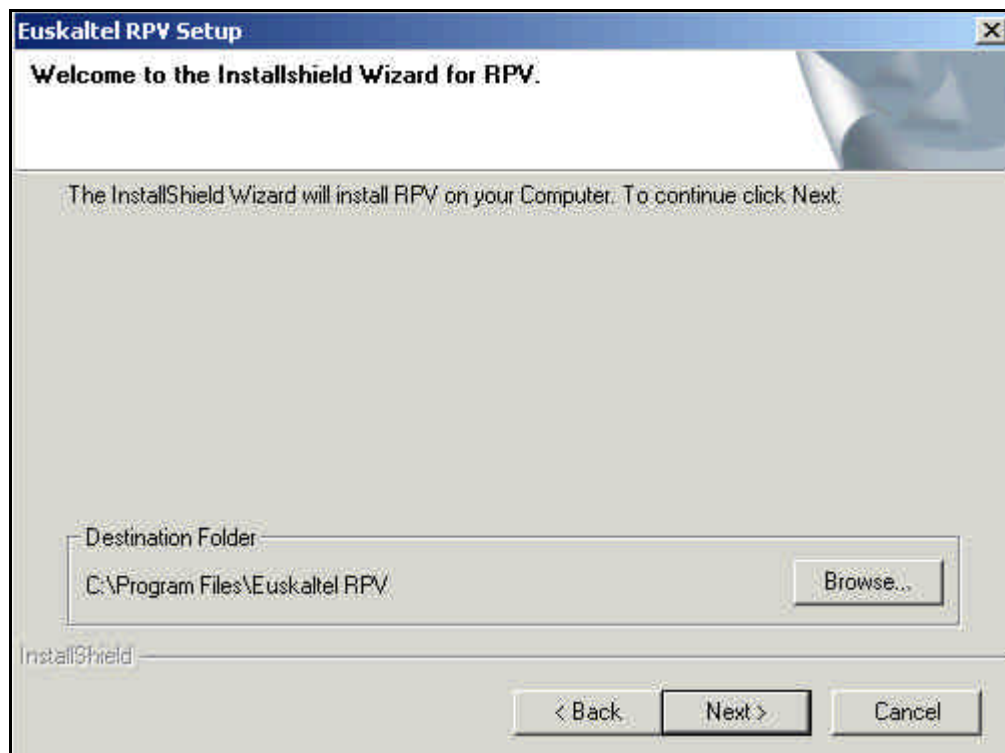 Euskaltel RPV Setup
Welcome to the Installshield Wizard for RPV.
The InstallShield Wizard will install RPV on your Computer. To continue click Next.
Destination Folder
C:\Program Files\Euskaltel RPV
Browse...
InstallShield
< Back
Next >
Cancel